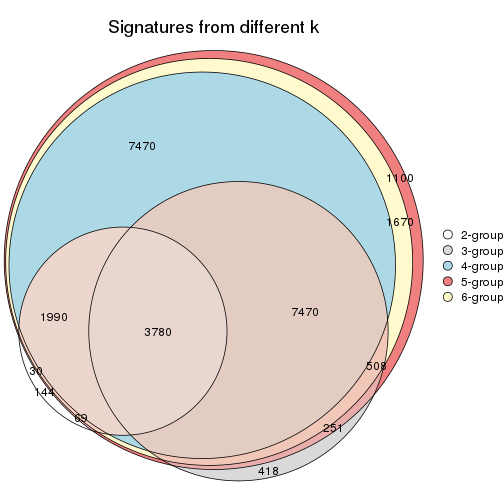 Signatures from different k
7470
1100
1670
2-group
3-group
4-group
5-group
6-group
1990
3780
7470
30
144
69
508
251
418